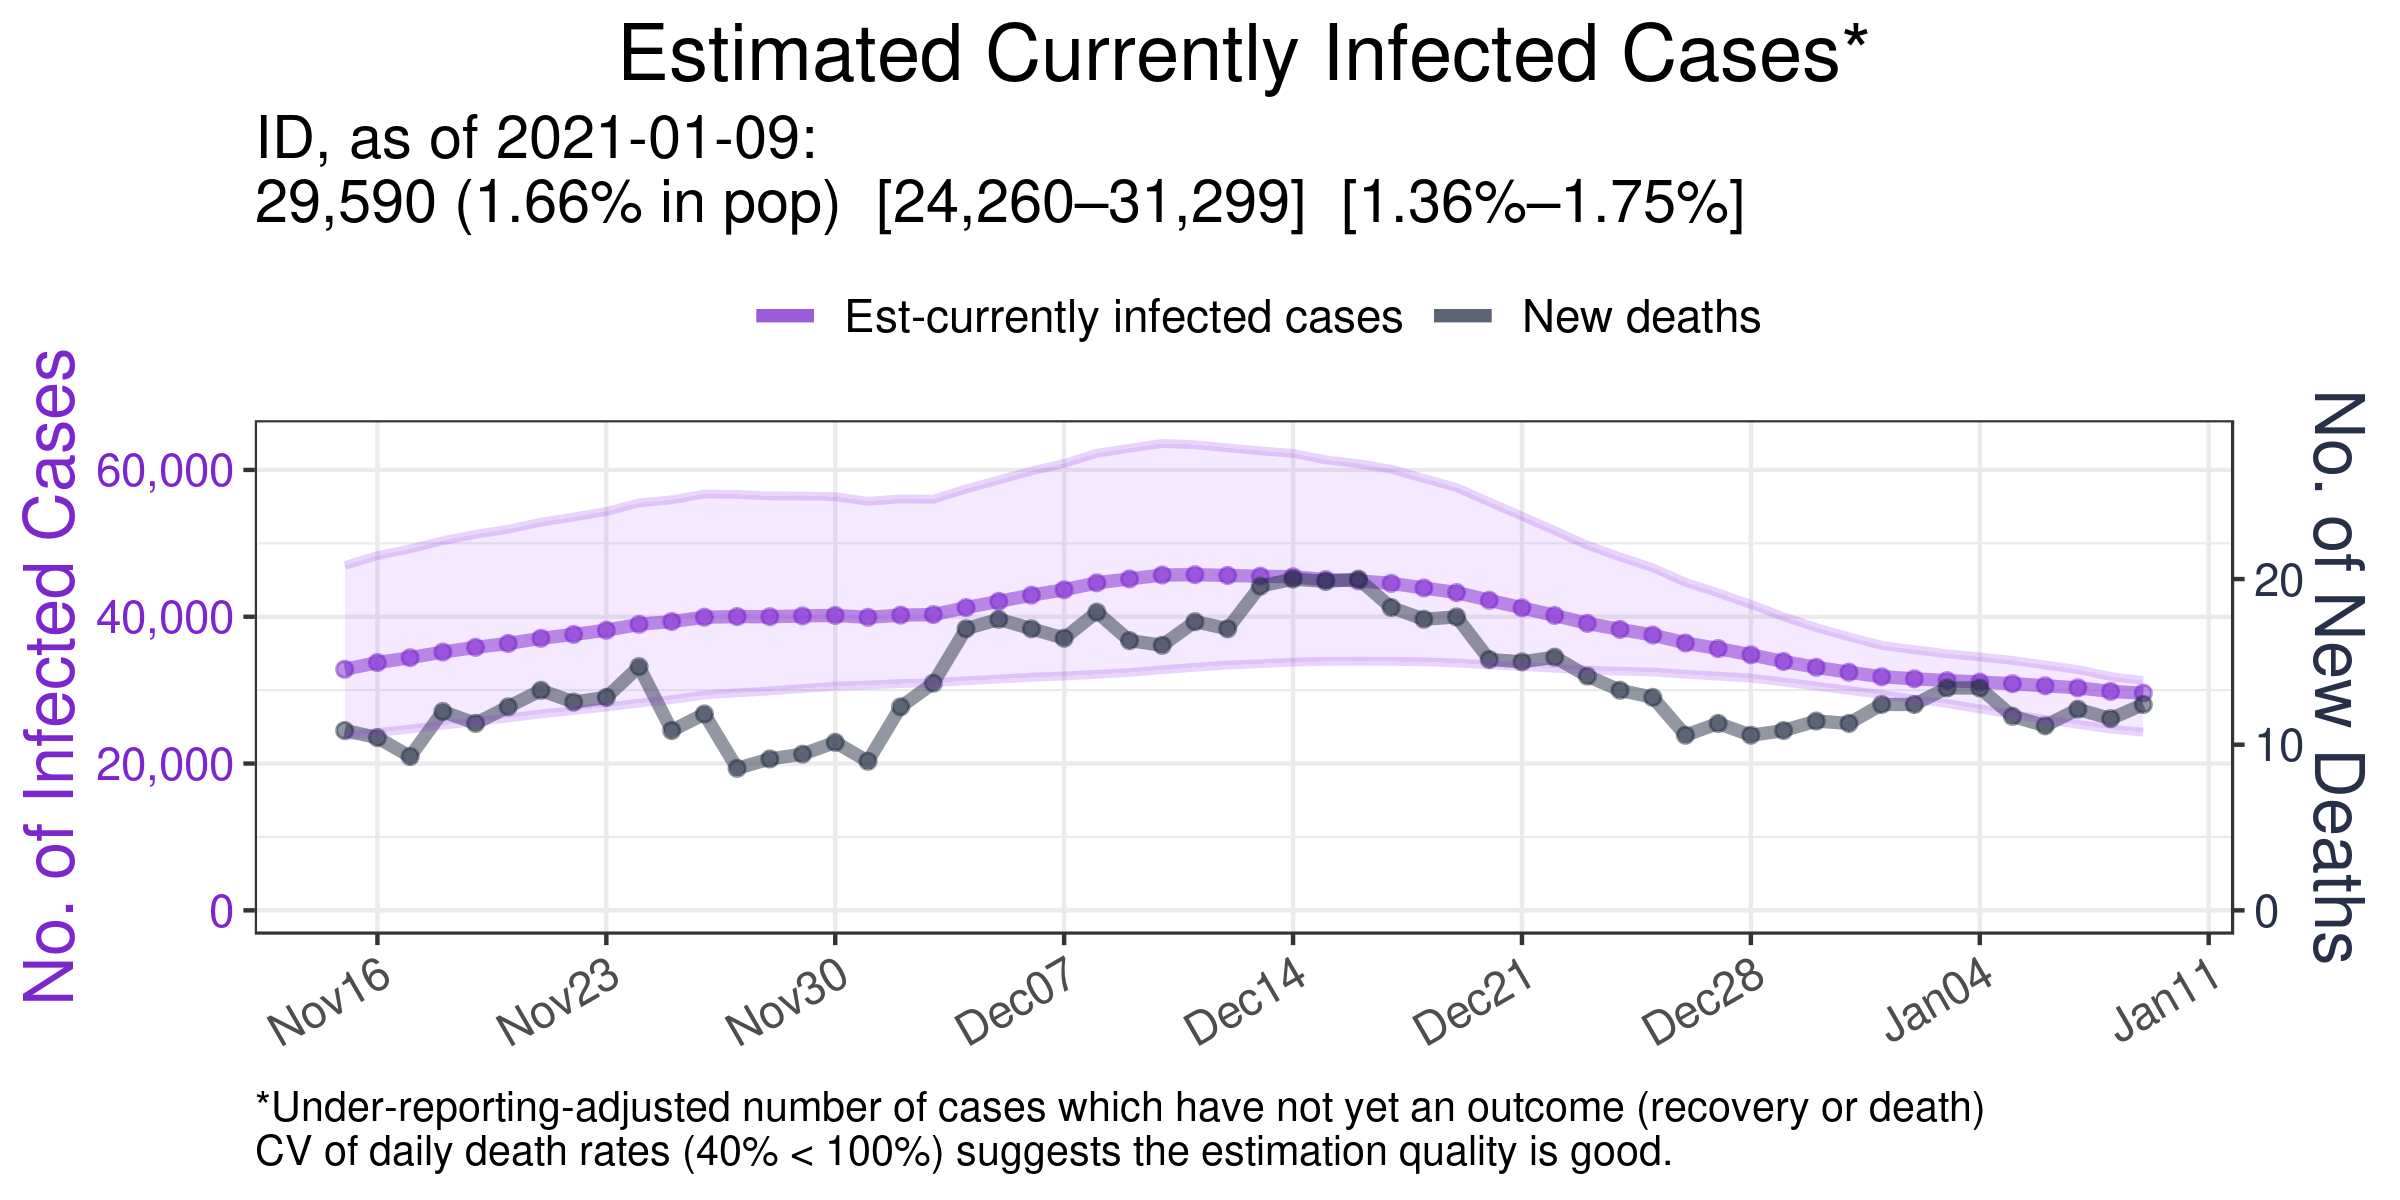 Estimated Currently Infected Cases*
ID, as of 2021-01-09:
29,590 (1.66% in pop)  [24,260–31,299]  [1.36%–1.75%]
Est-currently infected cases
New deaths
No. of Infected Cases
60,000
40,000
20,000
0
No. of New Deaths
20
10
0
Nov16
Nov23
Nov30
Dec07
Dec14
Dec21
Dec28
Jan04
Jan11
*Under-reporting-adjusted number of cases which have not yet an outcome (recovery or death)
CV of daily death rates (40% < 100%) suggests the estimation quality is good.